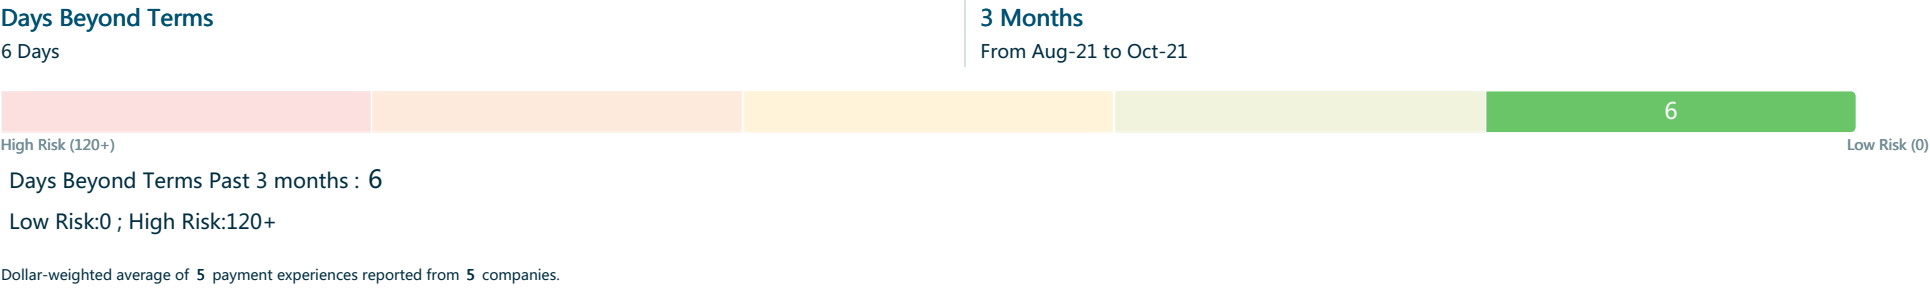 Days Beyond Terms
6 Days
3 Months
From Aug-21 to Oct-21
6
High Risk (120+)
Low Risk (0)
Days Beyond Terms Past 3 months : 6
Low Risk:0 ; High Risk:120+
Dollar-weighted average of 5 payment experiences reported from 5 companies.